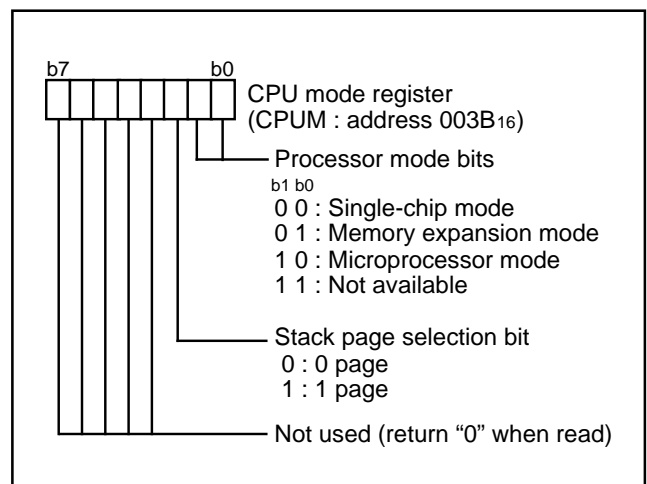 b7 b0
CPU mode register
(CPUM : address 003B16)
Processor mode bits
b1 b0
0 0 : Single-chip mode
0 1 : Memory expansion mode
1 0 : Microprocessor mode
1 1 : Not available
Stack page selection bit
0 : 0 page
1 : 1 page
Not used (return “0” when read)